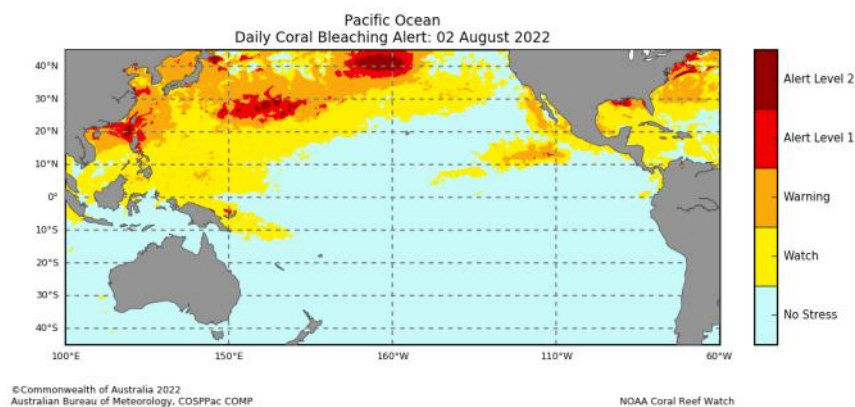 Pacific Ocean
Daily Coral Bleaching Alert: 02 August 2022
40°N
30°N
20°N
10°N
0°
10°S
20°S
30°S
40°S
100°E 150°E 160°W 110°W 60°W
Alert Level 2
Alert Level 1
Warning
Watch
No Stress
©Commonwealth of Australia 2022
Australian Bureau of Meteorology, COSPPac COMP
NOAA Coral Reef Watch